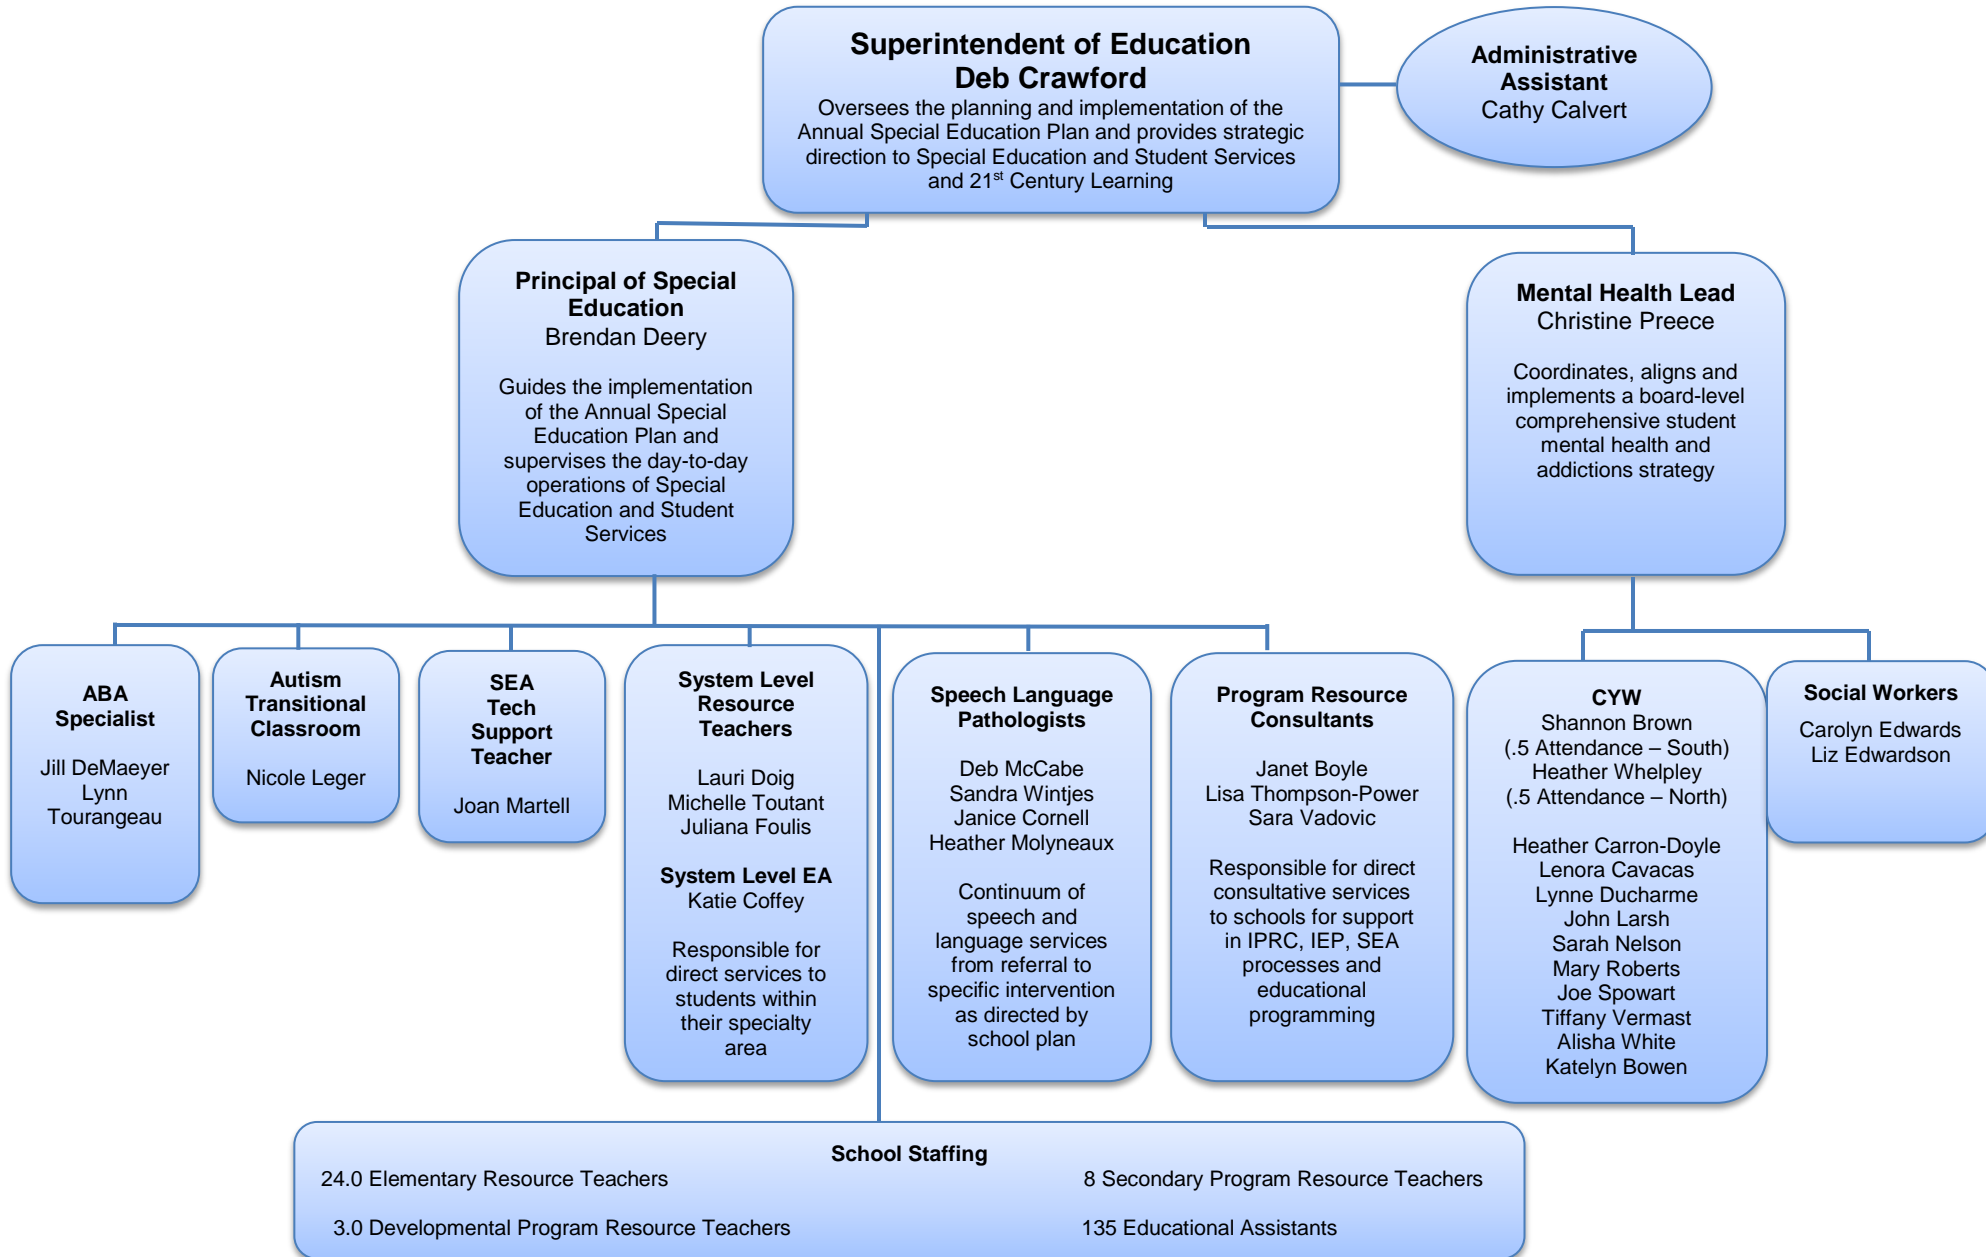 Superintendent of Education
Deb Crawford
Oversees the planning and implementation of the
Annual Special Education Plan and provides strategic
direction to Special Education and Student Services
and 21st Century Learning
Administrative
Assistant
Cathy Calvert
Principal of Special
Education
Brendan Deery
Guides the implementation
of the Annual Special
Education Plan and
supervises the day-to-day
operations of Special
Education and Student
Services
Mental Health Lead
Christine Preece
Coordinates, aligns and
implements a board-level
comprehensive student
mental health and
addictions strategy
ABA
Specialist
Jill DeMaeyer
Lynn
Tourangeau
Autism
Transitional
Classroom
Nicole Leger
SEA
Tech
Support
Teacher
Joan Martell
System Level
Resource
Teachers
Lauri Doig
Michelle Toutant
Juliana Foulis
System Level EA
Katie Coffey
Responsible for
direct services to
students within
their specialty
area
Speech Language
Pathologists
Deb McCabe
Sandra Wintjes
Janice Cornell
Heather Molyneaux
Continuum of
speech and
language services
from referral to
specific intervention
as directed by
school plan
Program Resource
Consultants
Janet Boyle
Lisa Thompson-Power
Sara Vadovic
Responsible for direct
consultative services
to schools for support
in IPRC, IEP, SEA
processes and
educational
programming
CYW
Shannon Brown
(.5 Attendance – South)
Heather Whelpley
(.5 Attendance – North)
Heather Carron-Doyle
Lenora Cavacas
Lynne Ducharme
John Larsh
Sarah Nelson
Mary Roberts
Joe Spowart
Tiffany Vermast
Alisha White
Katelyn Bowen
Social Workers
Carolyn Edwards
Liz Edwardson
School Staffing
24.0 Elementary Resource Teachers
8 Secondary Program Resource Teachers
3.0 Developmental Program Resource Teachers
135 Educational Assistants